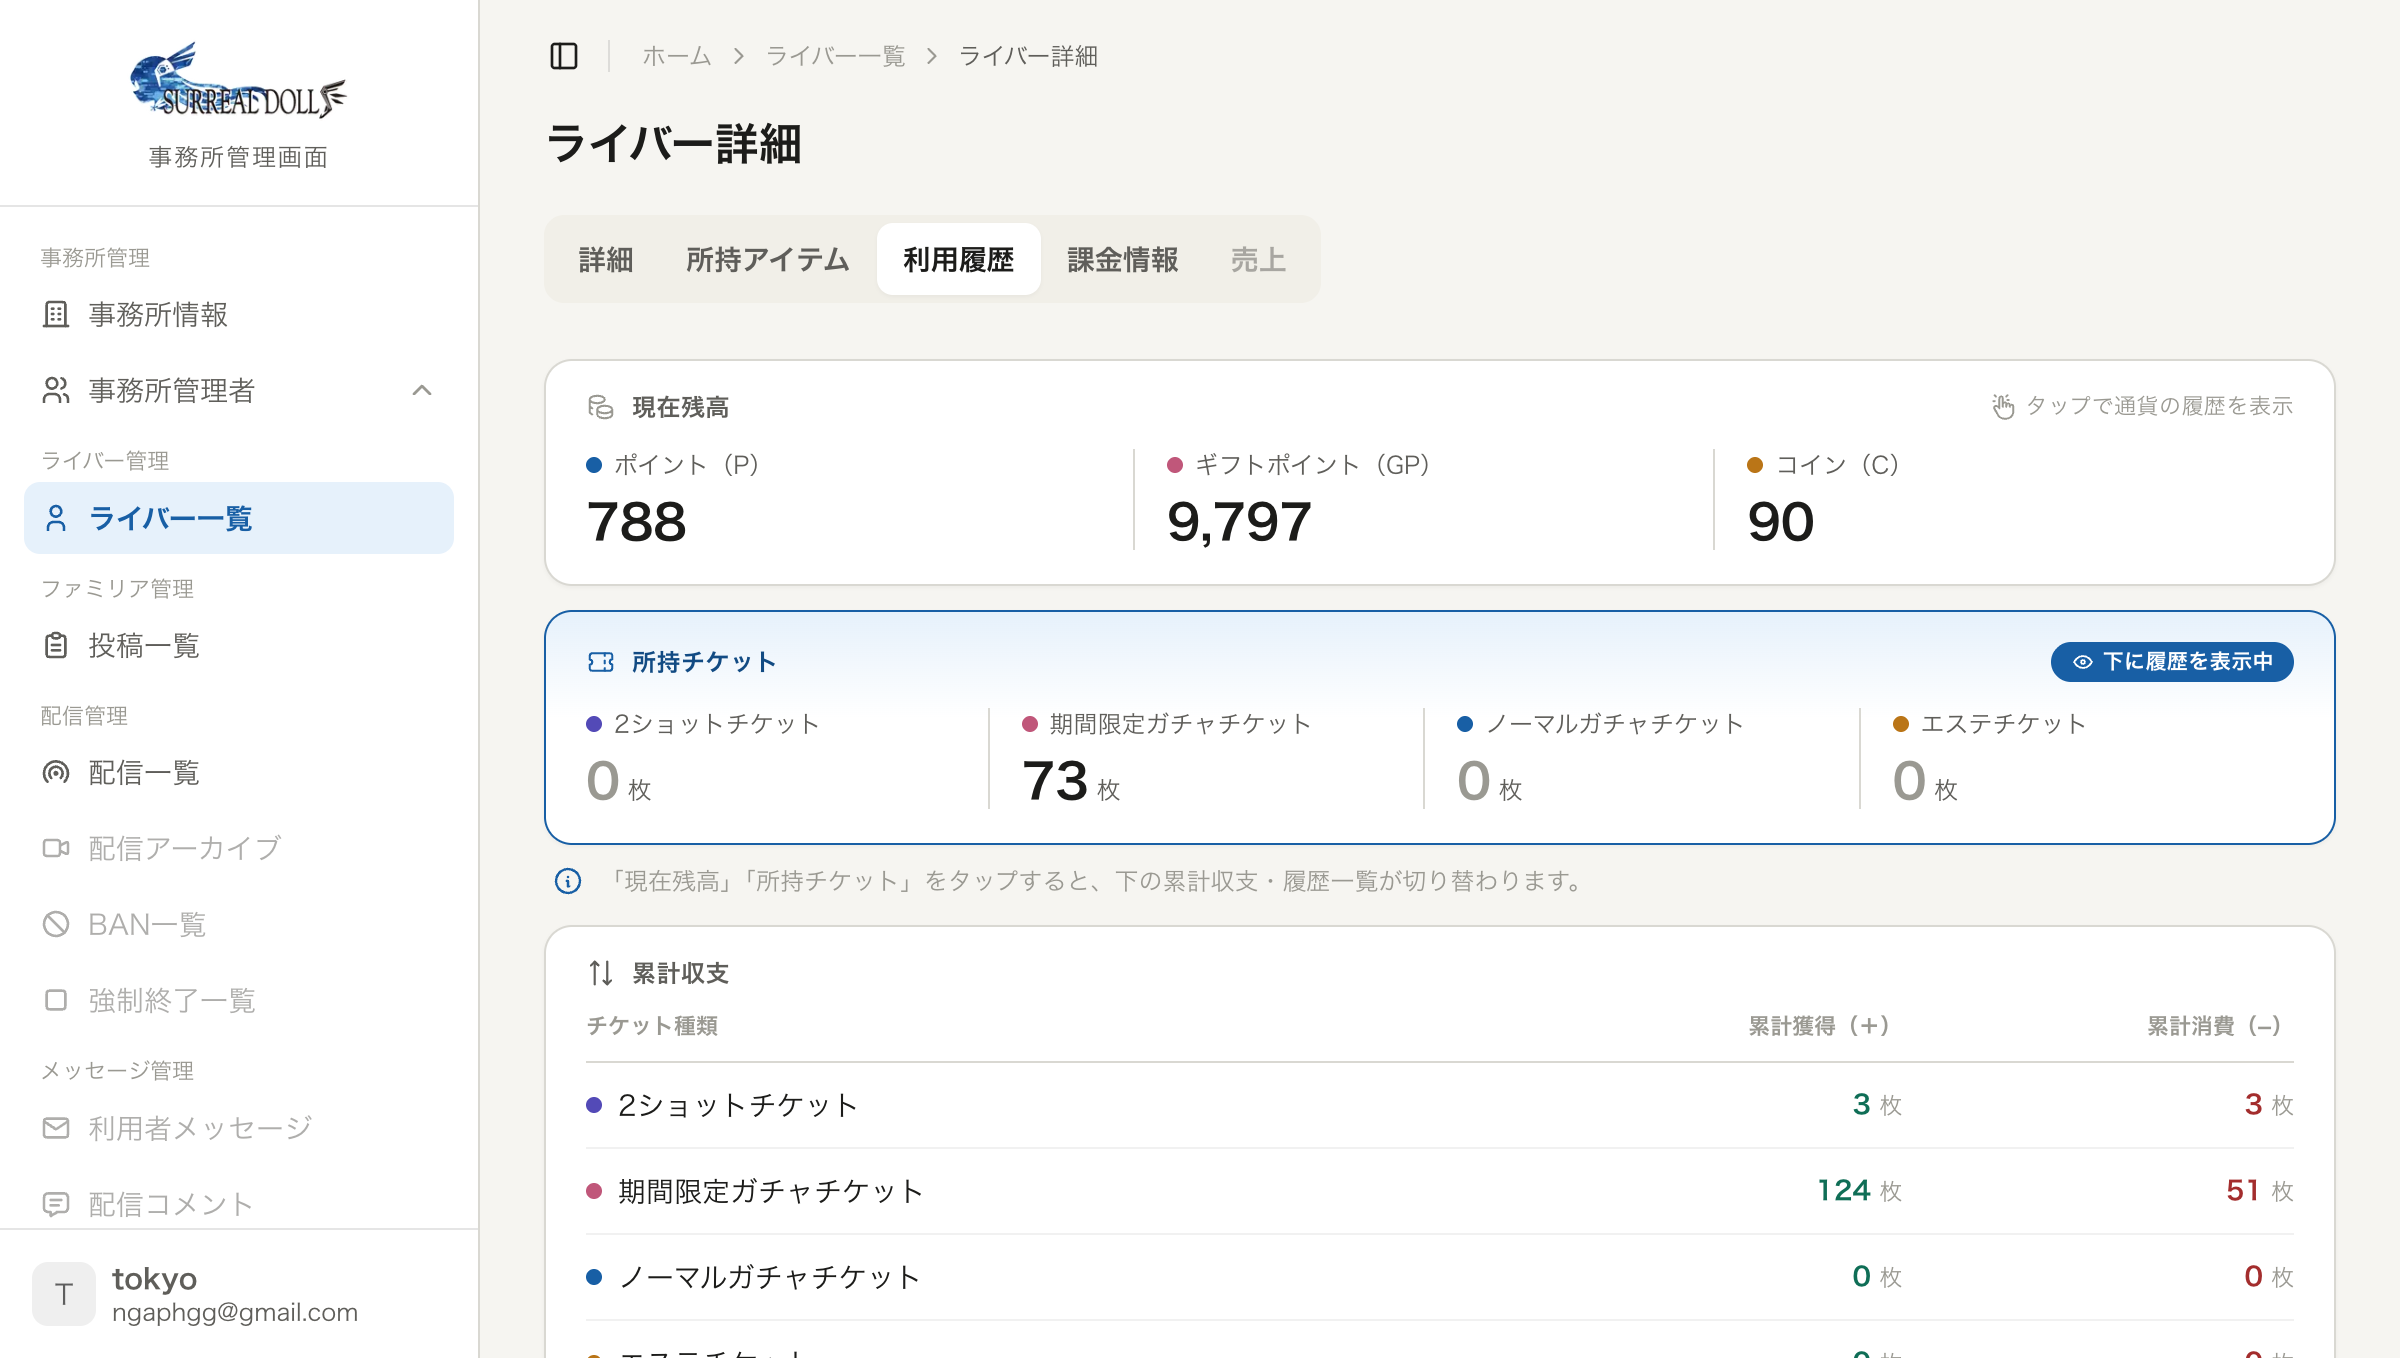 SURREAL DOLL
事務所管理画面
事務所管理
事務所情報
事務所管理者
ライバー管理
ライバー一覧
ファミリア管理
投稿一覧
配信管理
配信一覧
配信アーカイブ
BAN一覧
強制終了一覧
メッセージ管理
利用者メッセージ
配信コメント
T
tokyo
ngaphgg@gmail.com
ホーム > ライバー一覧 > ライバー詳細
ライバー詳細
詳細 所持アイテム 利用履歴 課金情報 売上
現在残高 タップで通貨の履歴を表示
ポイント（P） ギフトポイント（GP） コイン（C）
788 9,797 90
所持チケット 下に履歴を表示中
2ショットチケット 期間限定ガチャチケット ノーマルガチャチケット エステチケット
0 枚 73 枚 0 枚 0 枚
「現在残高」「所持チケット」をタップすると、下の累計収支・履歴一覧が切り替わります。
累計収支
チケット種類 累計獲得（+） 累計消費（−）
2ショットチケット 3 枚 3 枚
期間限定ガチャチケット 124 枚 51 枚
ノーマルガチャチケット 0 枚 0 枚